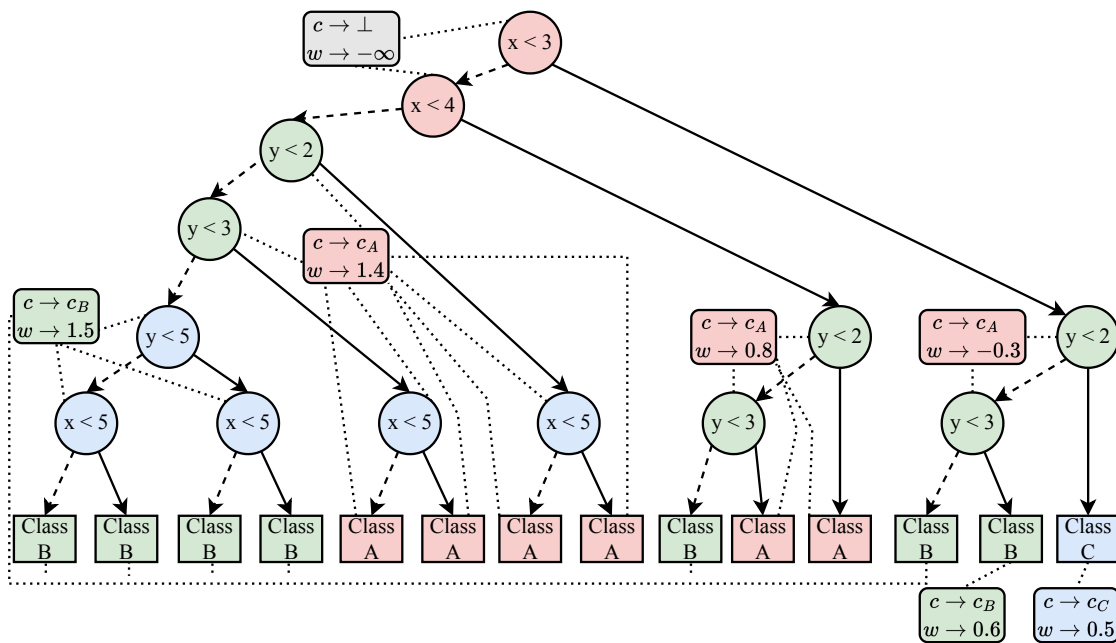 c → ⊥
w → −∞
x < 3
x < 4
y < 2
y < 3
c → c_A
w → 1.4
c → c_B
w → 1.5
y < 5
c → c_A
w → 0.8
y < 2
c → c_A
w → −0.3
y < 2
x < 5
x < 5
x < 5
x < 5
y < 3
y < 3
Class
B
Class
B
Class
B
Class
B
Class
A
Class
A
Class
A
Class
A
Class
B
Class
A
Class
A
Class
B
Class
B
Class
C
c → c_B
w → 0.6
c → c_C
w → 0.5